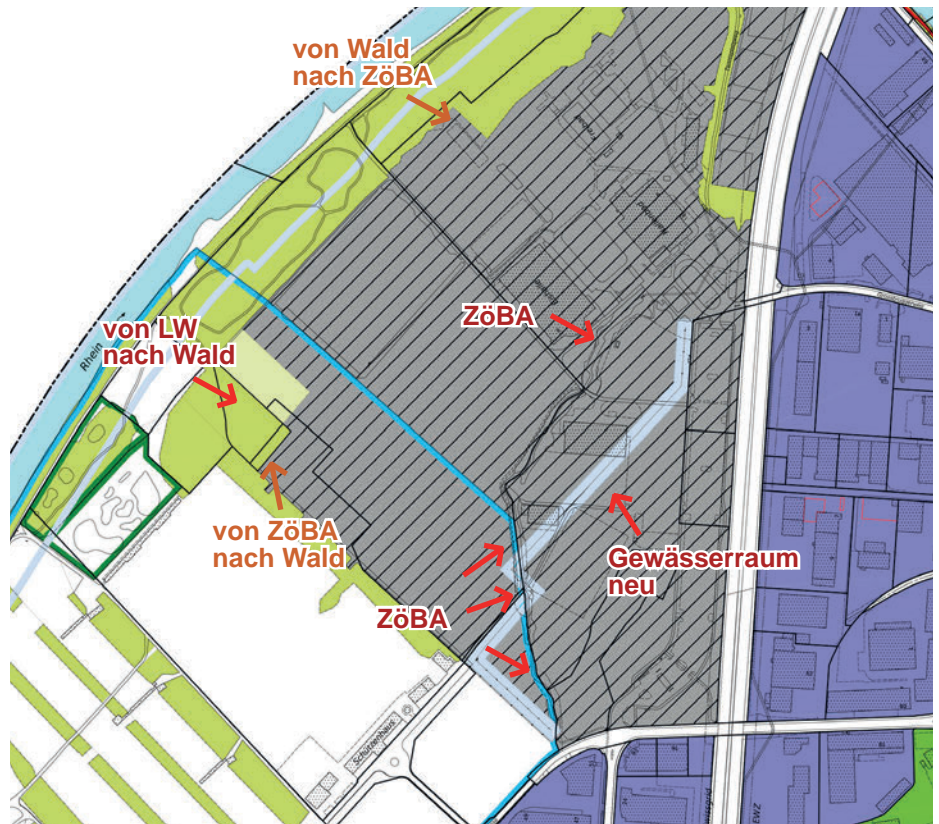 von Wald
nach ZöBA
ZöBA
von LW
nach Wald
Rhein
von ZöBA
nach Wald
Gewässerraum
neu
ZöBA
Schützenhaus